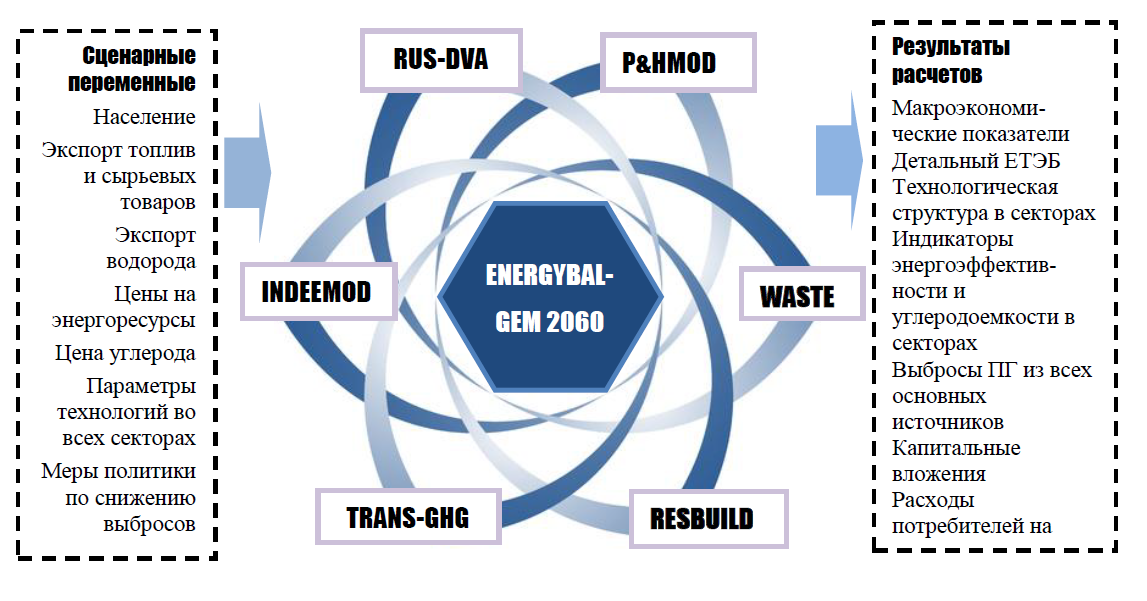 Сценарные
переменные
Население
Экспорт топлив
и сырьевых
товаров
Экспорт
водорода
Цены на
энергоресурсы
Цена углерода
Параметры
технологий во
всех секторах
Меры политики
по снижению
выбросов
RUS-DVA
P&HMOD
INDEEMOD
ENERGYBAL-
GEM 2060
WASTE
TRANS-GHG
RESBUILD
Результаты
расчетов
Макроэкономи-
ческие показатели
Детальный ЕТЭБ
Технологическая
структура в секторах
Индикаторы
энергоэффектив-
ности и
углеродоемкости в
секторах
Выбросы ПГ из всех
основных
источников
Капитальные
вложения
Расходы
потребителей на